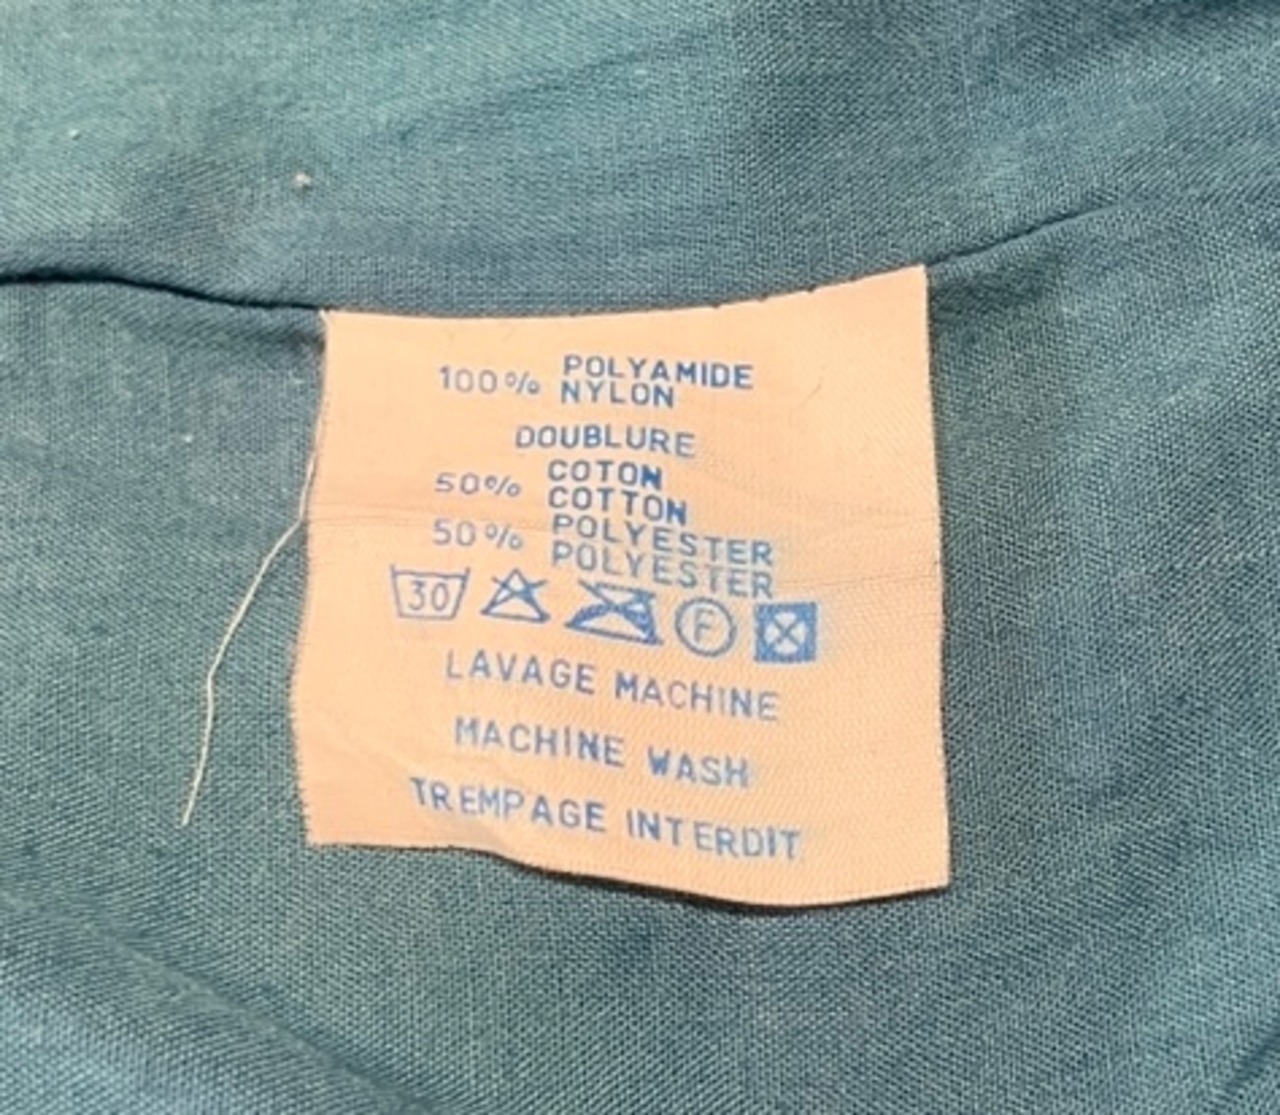 100% POLYAMIDE
NYLON
DOUBLURE
50% COTON
COTTON
50% POLYESTER
POLYESTER
30 F
LAVAGE MACHINE
MACHINE WASH
TREMPAGE INTERDIT